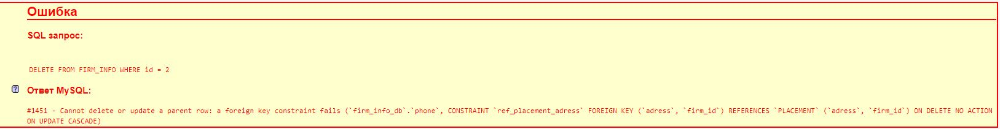 Ошибка
SQL запрос:
DELETE FROM FIRM_INFO WHERE id = 2
Ответ MySQL:
#1451 - Cannot delete or update a parent row: a foreign key constraint fails (`firm_info_db`.`phone`, CONSTRAINT `ref_placement_adress` FOREIGN KEY (`adress`, `firm_id`) REFERENCES `PLACEMENT` (`adress`, `firm_id`) ON DELETE NO ACTION
ON UPDATE CASCADE)